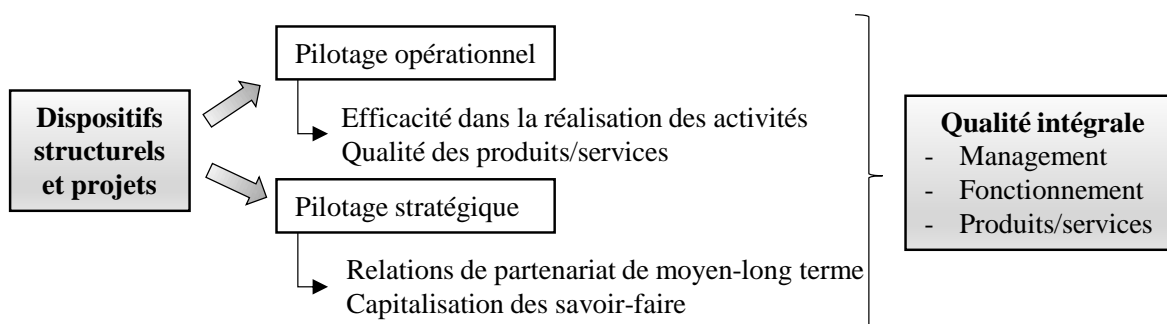 Dispositifs
structurels
et projets
Pilotage opérationnel
Efficacité dans la réalisation des activités
Qualité des produits/services
Pilotage stratégique
Relations de partenariat de moyen-long terme
Capitalisation des savoir-faire
Qualité intégrale
- Management
- Fonctionnement
- Produits/services